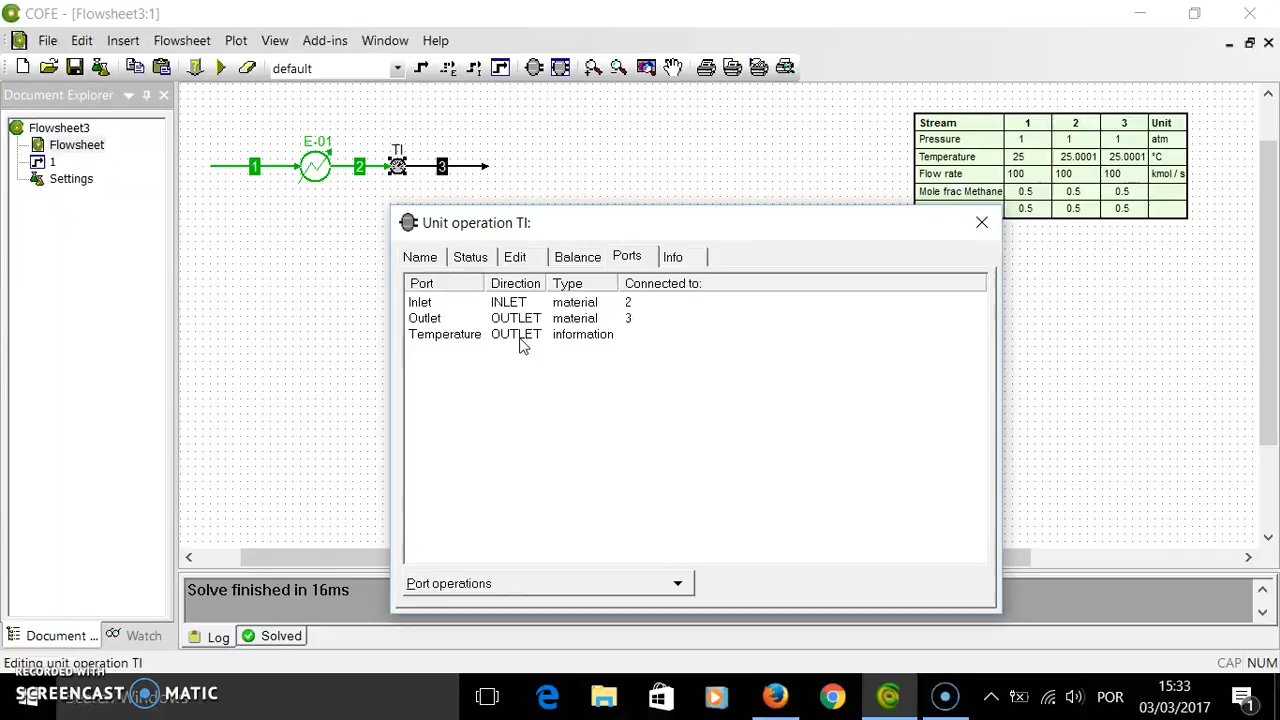 COFE - [Flowsheet3:1]
File Edit Insert Flowsheet Plot View Add-ins Window Help
default
Document Explorer
Flowsheet3
Flowsheet
1
Settings
E-01
TI
1 2 3
Stream 1 2 3 Unit
Pressure 1 1 1 atm
Temperature 25 25.0001 25.0001 °C
Flow rate 100 100 100 kmol / s
Mole frac Methane 0.5 0.5 0.5
0.5 0.5 0.5
Unit operation TI:
Name Status Edit Balance Ports Info
Port Direction Type Connected to:
Inlet INLET material 2
Outlet OUTLET material 3
Temperature OUTLET information
Port operations
Solve finished in 16ms
Document ... Watch Log Solved
Editing unit operation TI CAP NUM
RECORDED WITH
SCREENCAST MATIC
POR
15:33
03/03/2017
1